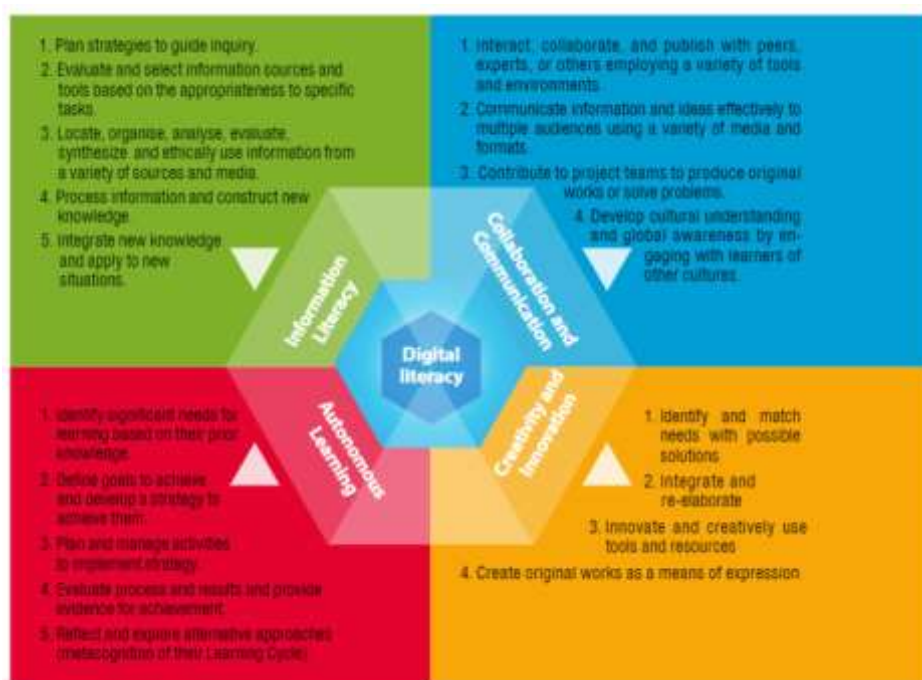 1. Plan strategies to guide inquiry.
2. Evaluate and select information sources and
tools based on the appropriateness to specific
tasks.
3. Locate, organise, analyse, evaluate,
synthesize and ethically use information from
a variety of sources and media.
4. Process information and construct new
knowledge
5. Integrate new knowledge
and apply to new
situations.
Information
Literacy
1. Interact, collaborate, and publish with peers,
experts, or others employing a variety of tools
and environments.
2. Communicate information and ideas effectively to
multiple audiences using a variety of media and
formats.
3. Contribute to project teams to produce original
works or solve problems.
4. Develop cultural understanding
and global awareness by en-
gaging with learners of
other cultures.
Collaboration and
Communication
Digital
literacy
1. Identify significant needs for
learning based on their prior
knowledge.
2. Define goals to achieve
and develop a strategy to
achieve them.
3. Plan and manage activities
to implement strategy.
4. Evaluate process and results and provide
evidence for achievement.
5. Reflect and explore alternative approaches
(metacognition of their Learning Cycle)
Autonomous
Learning
Creativity and
Innovation
1. Identify and match
needs with possible
solutions
2. Integrate and
re-elaborate
3. Innovate and creatively use
tools and resources
4. Create original works as a means of expression